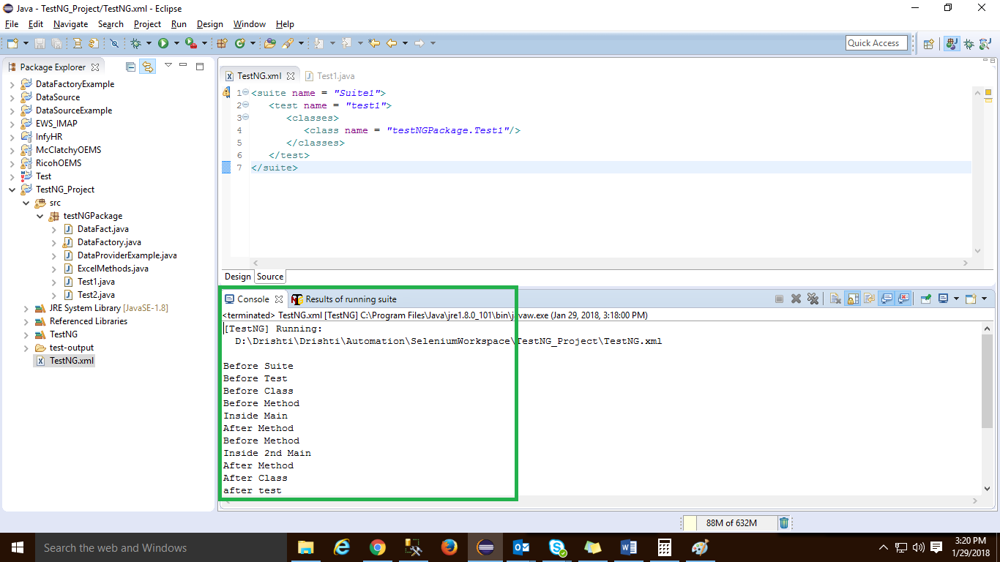 Java - TestNG_Project/TestNG.xml - Eclipse
File Edit Navigate Search Project Run Design Window Help
Quick Access
Package Explorer
DataFactoryExample
DataSource
DataSourceExample
EWS_IMAP
InfyHR
McClatchyOEMS
RicohOEMS
Test
TestNG_Project
src
testNGPackage
DataFact.java
DataFactory.java
DataProviderExample.java
ExcelMethods.java
Test1.java
Test2.java
JRE System Library [JavaSE-1.8]
Referenced Libraries
TestNG
test-output
TestNG.xml
TestNG.xml Test1.java
1 <suite name = "Suite1">
2 <test name = "test1">
3 <classes>
4 <class name = "testNGPackage.Test1"/>
5 </classes>
6 </test>
7 </suite>
Design Source
Console Results of running suite
<terminated> TestNG.xml [TestNG] C:\Program Files\Java\jre1.8.0_101\bin\javaw.exe (Jan 29, 2018, 3:18:00 PM)
[TestNG] Running:
D:\Drishti\Drishti\Automation\SeleniumWorkspace\TestNG_Project\TestNG.xml
Before Suite
Before Test
Before Class
Before Method
Inside Main
After Method
Before Method
Inside 2nd Main
After Method
After Class
after test
88M of 632M
Search the web and Windows
3:20 PM
1/29/2018